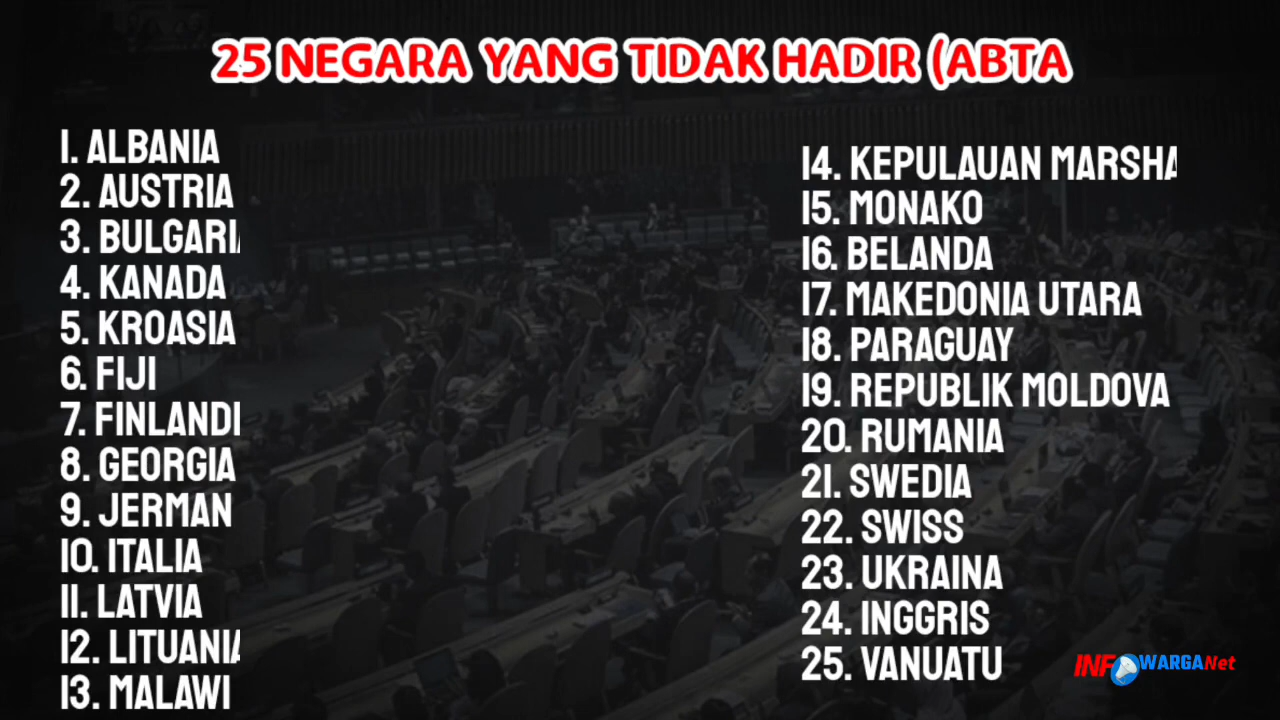 25 NEGARA YANG TIDAK HADIR (ABTA
1. ALBANIA
2. AUSTRIA
3. BULGARI
4. KANADA
5. KROASIA
6. FIJI
7. FINLANDI
8. GEORGIA
9. JERMAN
10. ITALIA
11. LATVIA
12. LITUANIA
13. MALAWI
14. KEPULAUAN MARSHA
15. MONAKO
16. BELANDA
17. MAKEDONIA UTARA
18. PARAGUAY
19. REPUBLIK MOLDOVA
20. RUMANIA
21. SWEDIA
22. SWISS
23. UKRAINA
24. INGGRIS
25. VANUATU
INFOWARGANet